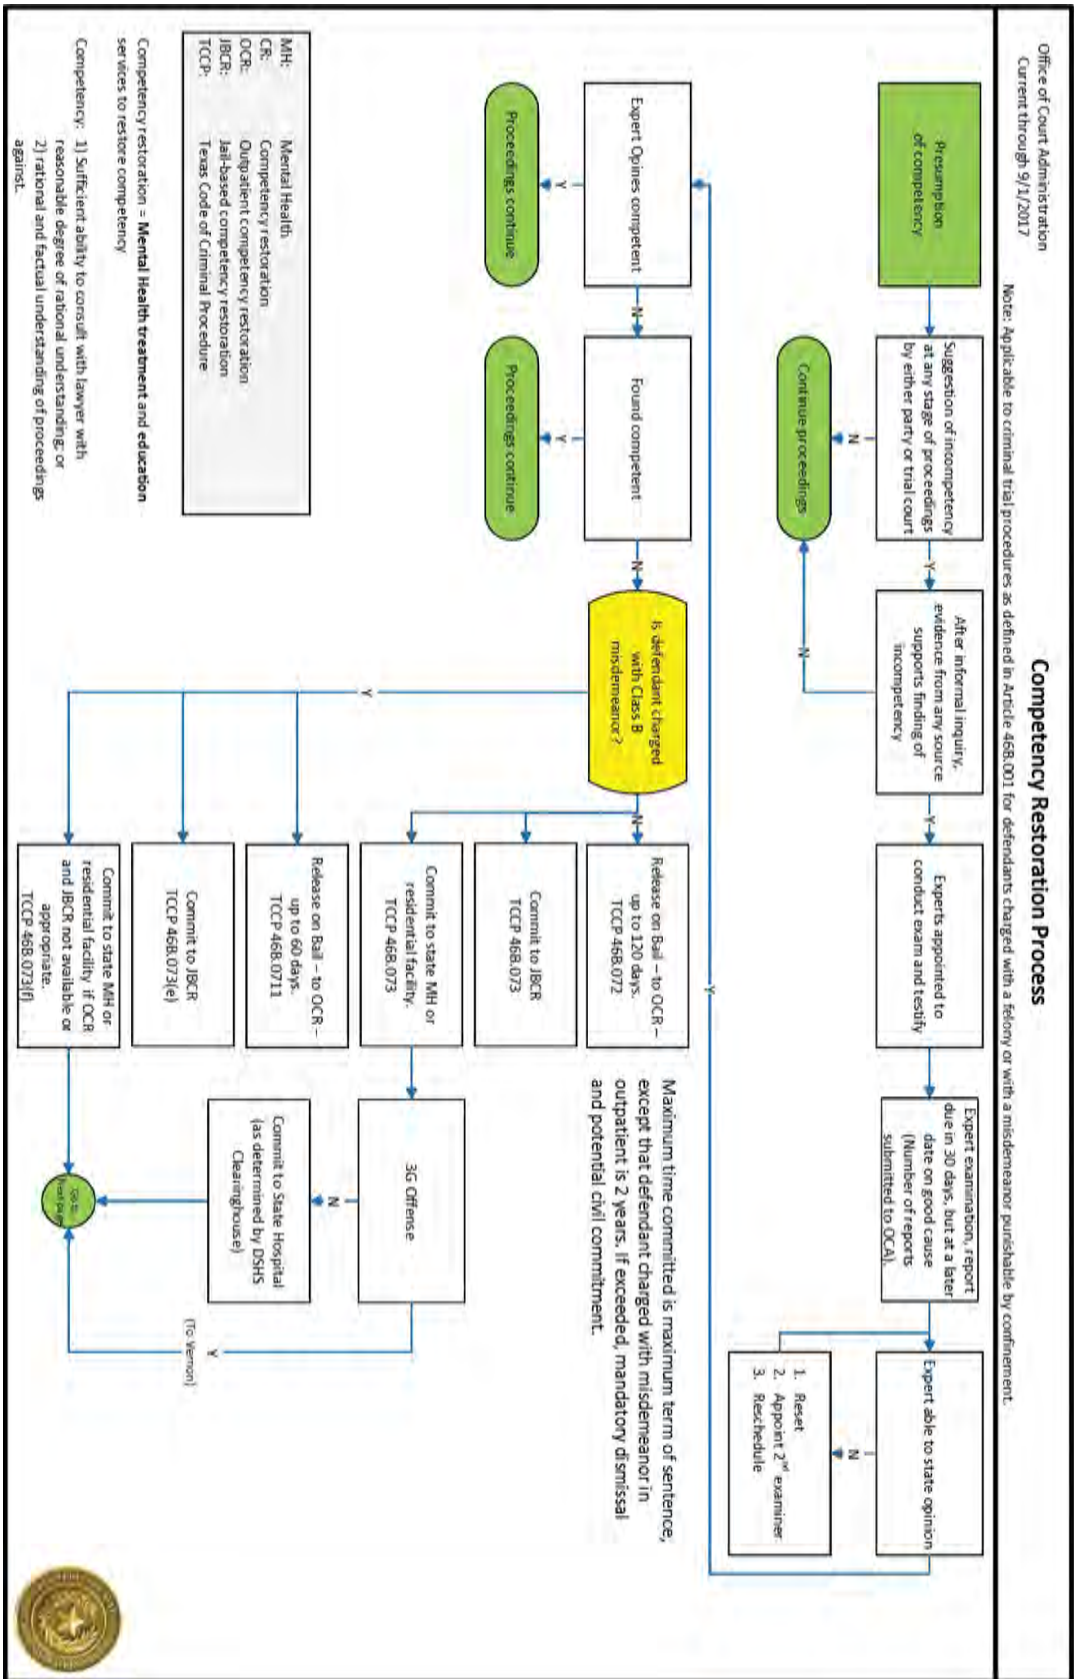 Competency Restoration Process
Office of Court Administration
Current through 9/1/2017
Note: Applicable to criminal trial procedures as defined in Article 46B.001 for defendants charged with a felony or with a misdemeanor punishable by confinement.
Presumption
of competency
Suggestion of incompetency
at any stage of proceedings
by either party or trial court
N
Continue proceedings
Y
After informal inquiry,
evidence from any source
supports finding of
incompetency
N
Y
Experts appointed to
conduct exam and testify
Expert examination, report
due in 30 days, but at a later
date on good cause
(Number of reports
submitted to OCA).
Expert able to state opinion
N
1. Reset
2. Appoint 2nd examiner
3. Reschedule
Y
Expert Opines competent
Y
Proceedings continue
N
Found competent
Y
Proceedings continue
N
Is defendant charged
with Class B
misdemeanor?
N
Release on Bail – to OCR –
up to 120 days.
TCCP 46B.072
Commit to JBCR
TCCP 46B.073
Commit to state MH or
residential facility.
TCCP 46B.073
Y
Release on Bail – to OCR –
up to 60 days.
TCCP 46B.0711
Commit to JBCR
TCCP 46B.073(e)
Commit to state MH or
residential facility if OCR
and JBCR not available or
appropriate.
TCCP 46B.073(f)
Maximum time committed is maximum term of sentence,
except that defendant charged with misdemeanor in
outpatient is 2 years. If exceeded, mandatory dismissal
and potential civil commitment.
3G Offense
N
Commit to State Hospital
(as determined by DSHS
Clearinghouse)
Y
(To Vernon)
Go to
MH: Mental Health
CR: Competency restoration
OCR: Outpatient competency restoration
JBCR: Jail-based competency restoration
TCCP: Texas Code of Criminal Procedure
Competency restoration = Mental Health treatment and education
services to restore competency
Competency: 1) Sufficient ability to consult with lawyer with
reasonable degree of rational understanding; or
2) rational and factual understanding of proceedings
against.